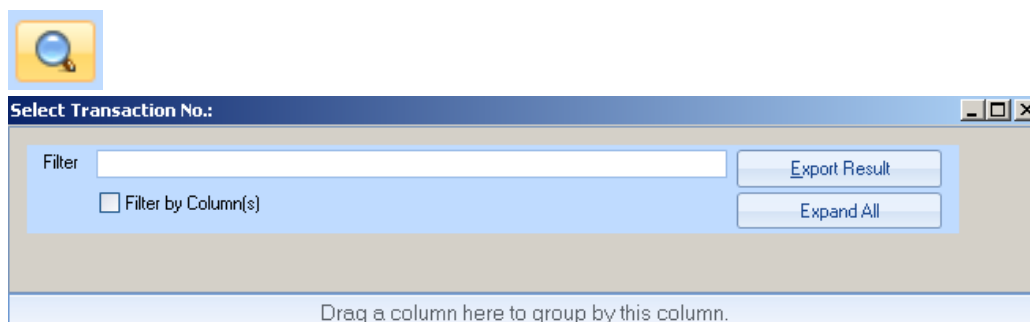 Select Transaction No.:
Filter
Export Result
Filter by Column(s)
Expand All
Drag a column here to group by this column.